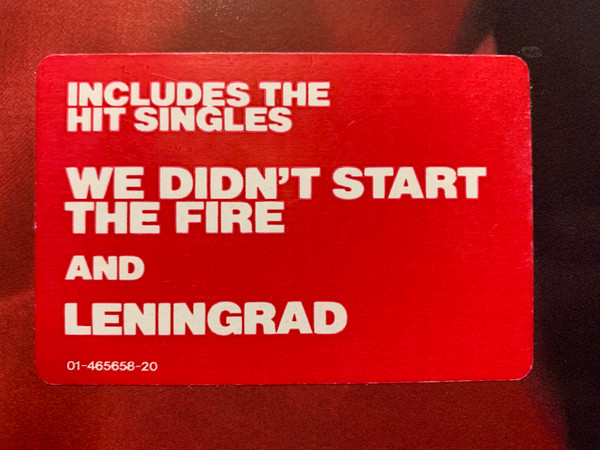 INCLUDES THE
HIT SINGLES
WE DIDN'T START
THE FIRE
AND
LENINGRAD
01-465658-20